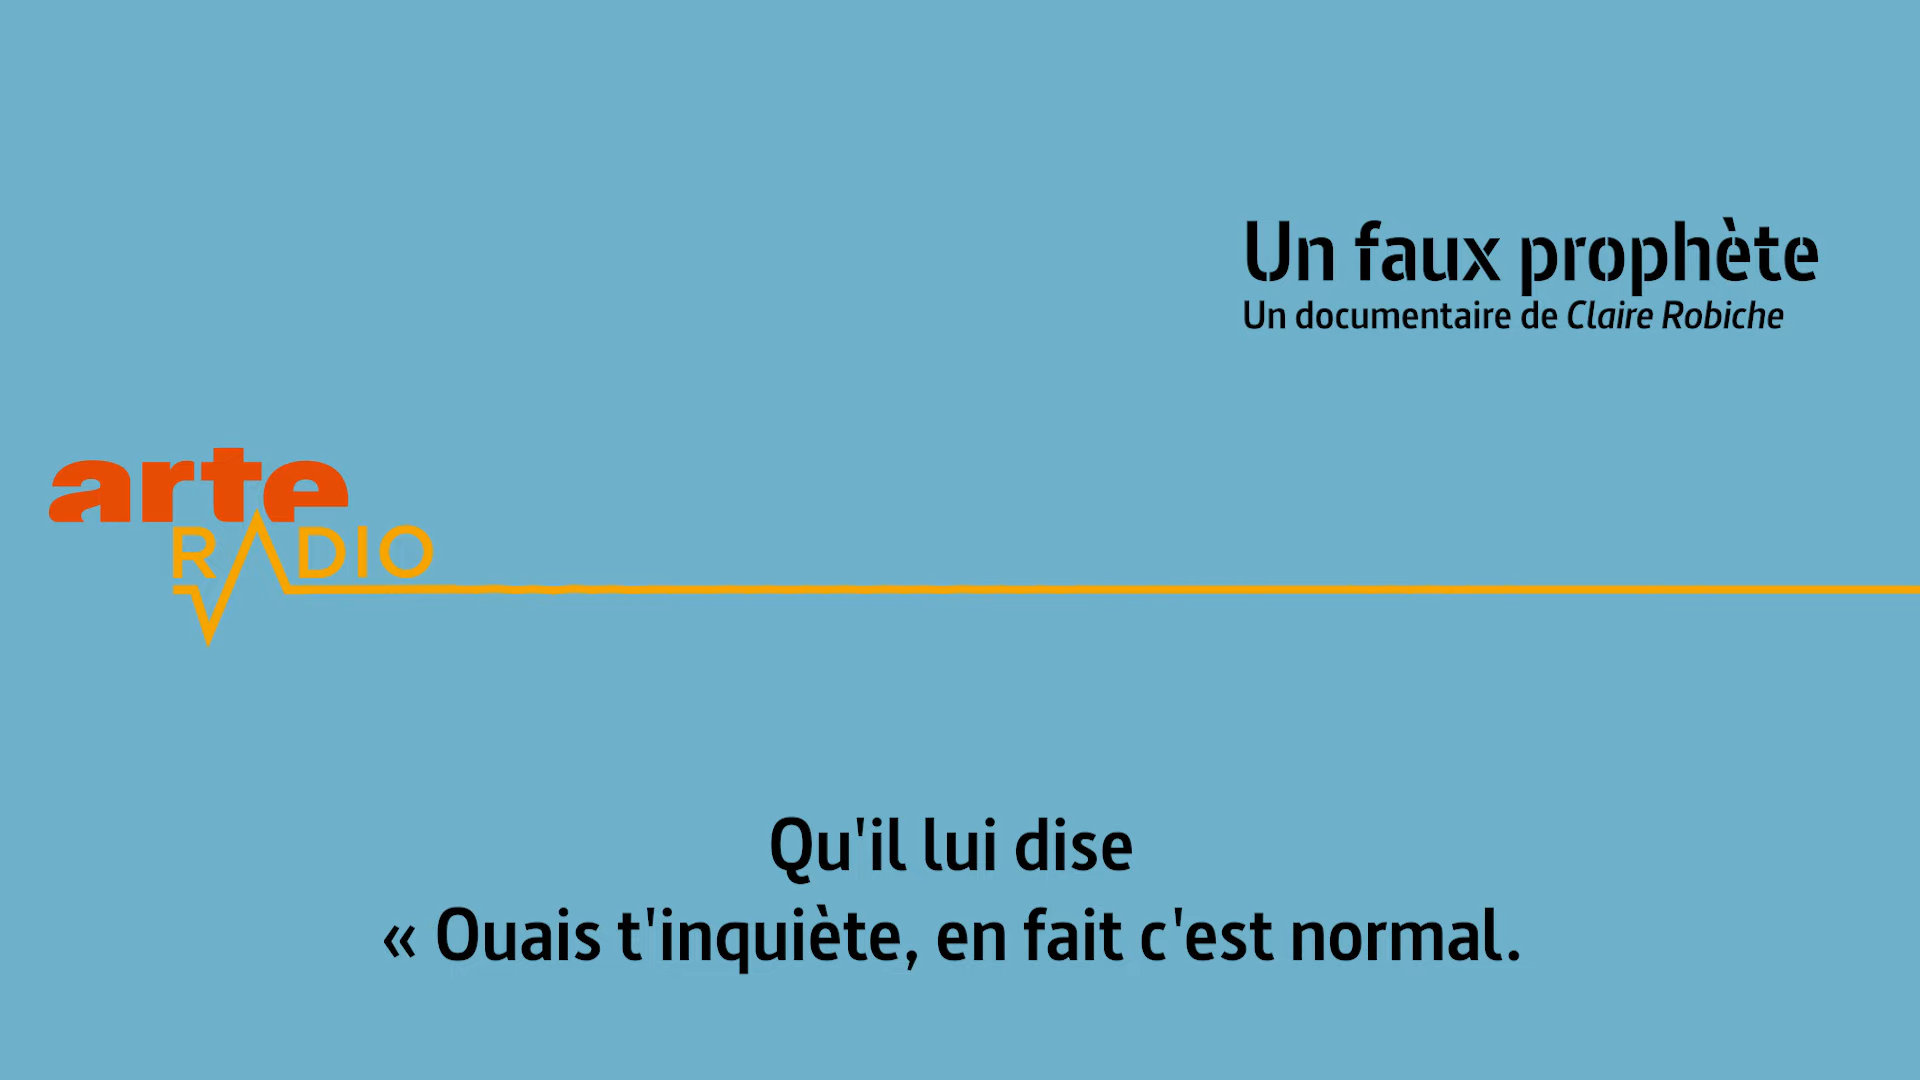 Un faux prophète
Un documentaire de Claire Robiche
arte
RADIO
Qu'il lui dise
« Ouais t'inquiète, en fait c'est normal.